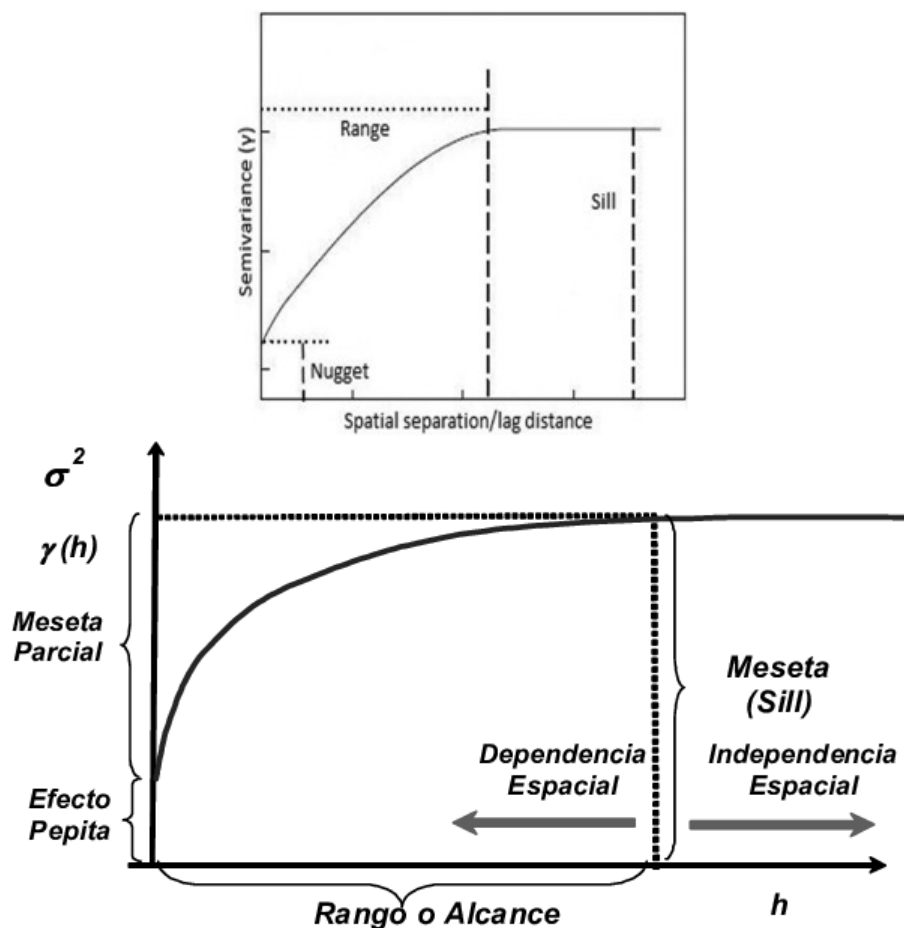 Semivariance (γ)
Range
Sill
Nugget
Spatial separation/lag distance
σ²
γ(h)
Meseta
Parcial
Meseta
(Sill)
Dependencia
Espacial
Independencia
Espacial
Efecto
Pepita
Rango o Alcance
h